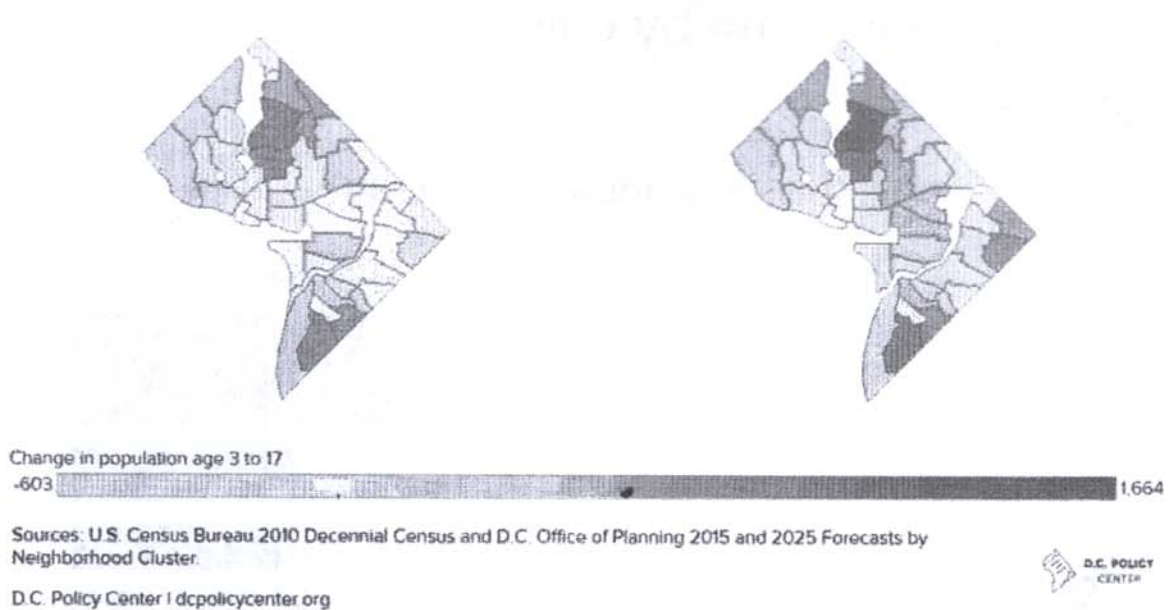 Change in population age 3 to 17
-603
1,664
Sources: U.S. Census Bureau 2010 Decennial Census and D.C. Office of Planning 2015 and 2025 Forecasts by
Neighborhood Cluster.
D.C. POLICY
CENTER
D.C. Policy Center | dcpolicycenter.org